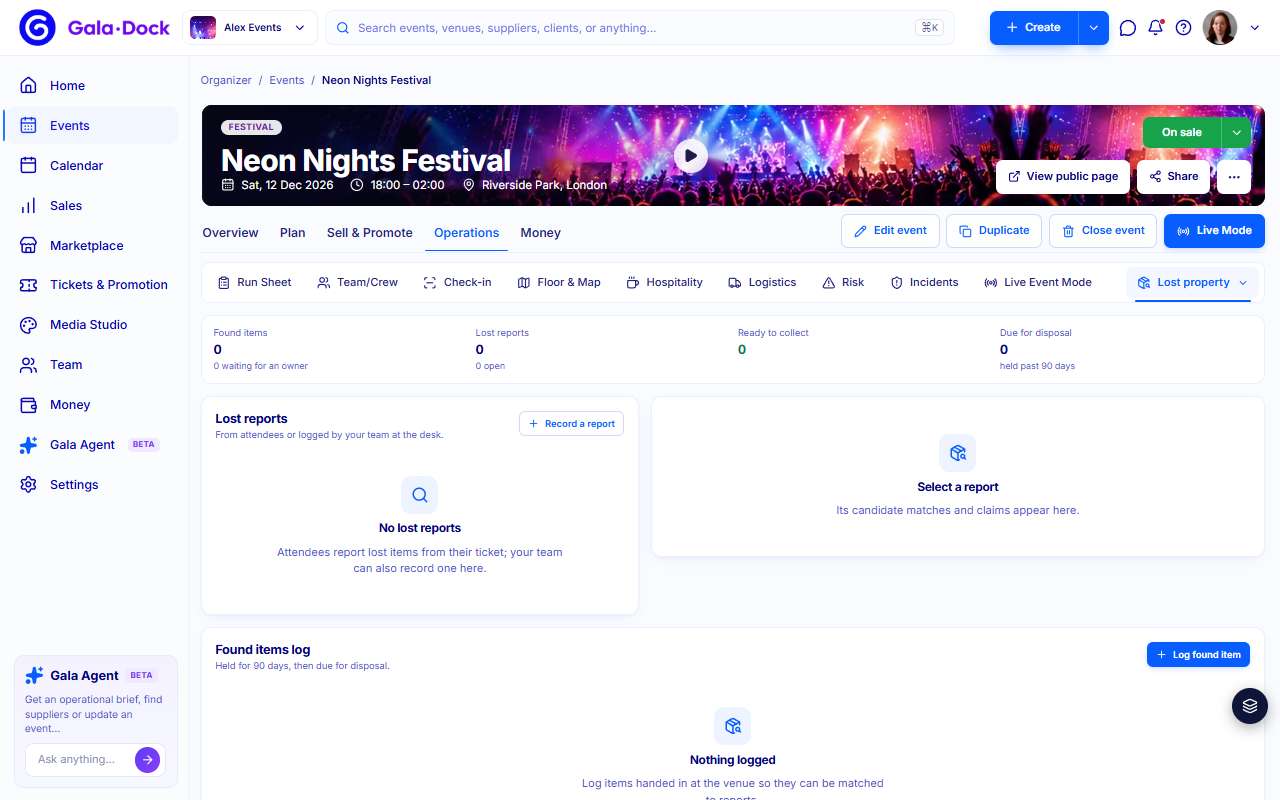 Gala·Dock
Alex Events
Search events, venues, suppliers, clients, or anything...
⌘K
+ Create
Home
Events
Calendar
Sales
Marketplace
Tickets & Promotion
Media Studio
Team
Money
Gala Agent BETA
Settings
Gala Agent BETA
Get an operational brief, find
suppliers or update an
event...
Ask anything...
Organizer / Events / Neon Nights Festival
FESTIVAL
Neon Nights Festival
Sat, 12 Dec 2026 18:00 – 02:00 Riverside Park, London
On sale
View public page
Share
Overview Plan Sell & Promote Operations Money
Edit event
Duplicate
Close event
Live Mode
Run Sheet Team/Crew Check-in Floor & Map Hospitality Logistics Risk Incidents Live Event Mode Lost property
Found items
0
0 waiting for an owner
Lost reports
0
0 open
Ready to collect
0
Due for disposal
0
held past 90 days
Lost reports
From attendees or logged by your team at the desk.
+ Record a report
No lost reports
Attendees report lost items from their ticket; your team
can also record one here.
Select a report
Its candidate matches and claims appear here.
Found items log
Held for 90 days, then due for disposal.
+ Log found item
Nothing logged
Log items handed in at the venue so they can be matched
to reports.